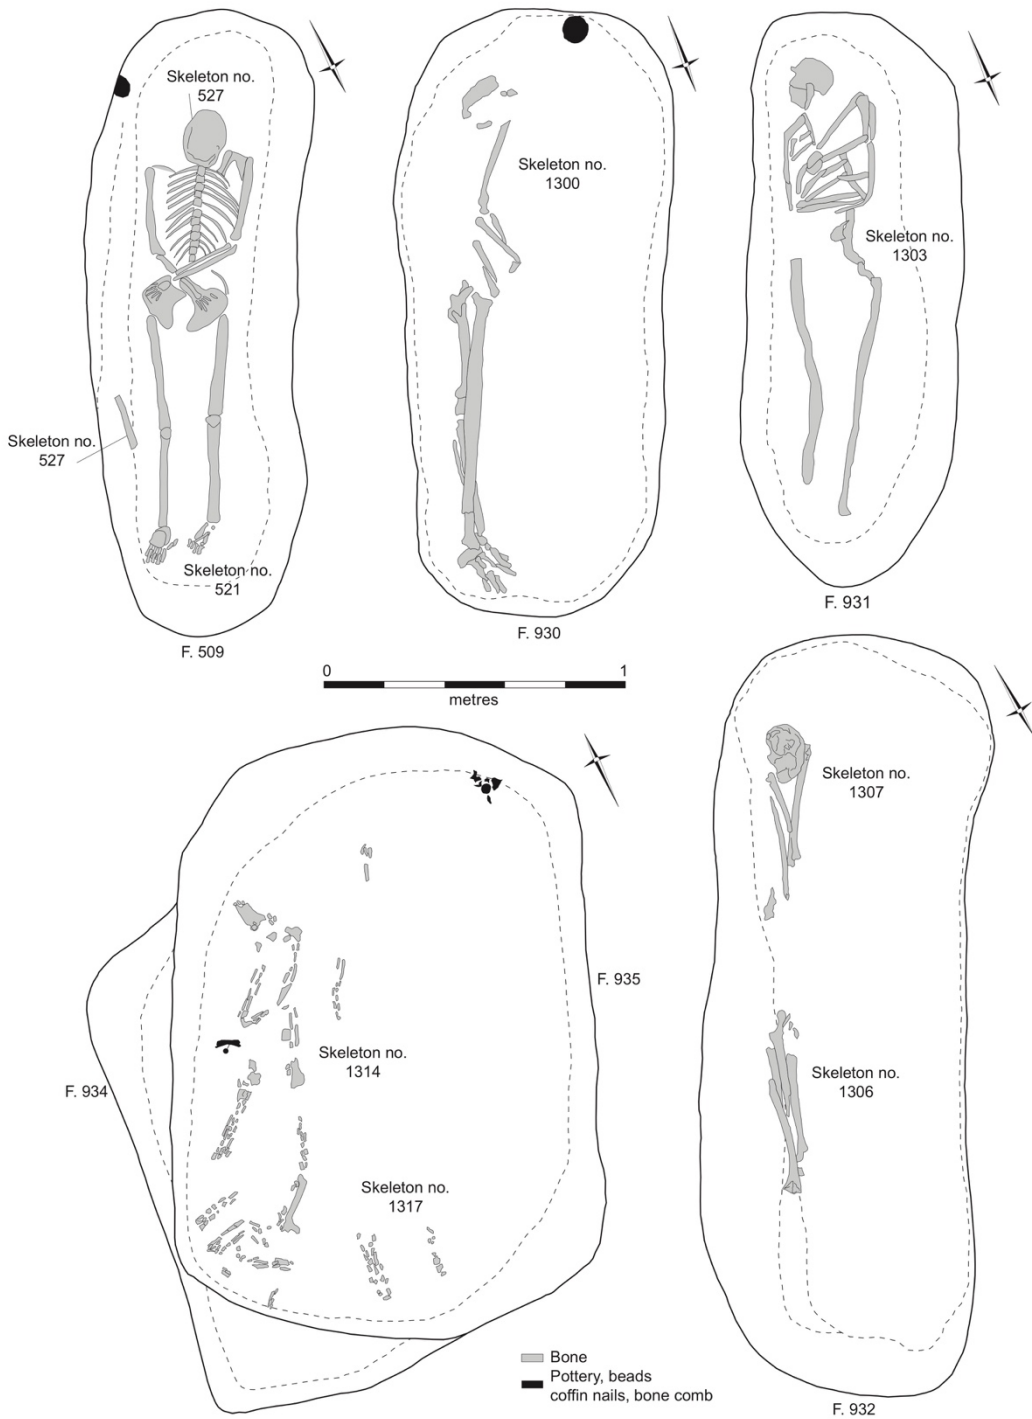 Skeleton no.
527
Skeleton no.
527
Skeleton no.
521
F. 509
Skeleton no.
1300
F. 930
Skeleton no.
1303
F. 931
0 1
metres
F. 934
F. 935
Skeleton no.
1314
Skeleton no.
1317
Skeleton no.
1307
Skeleton no.
1306
F. 932
Bone
Pottery, beads
coffin nails, bone comb